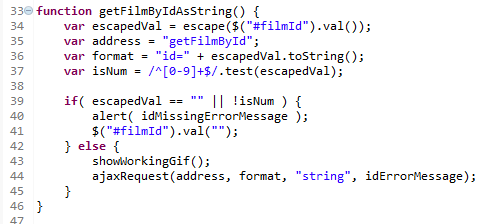 33 function getFilmByIdAsString() {
34     var escapedVal = escape($("#filmId").val());
35     var address = "getFilmById";
36     var format = "id=" + escapedVal.toString();
37     var isNum = /^[0-9]+$/.test(escapedVal);
38
39     if( escapedVal == "" || !isNum ) {
40         alert( idMissingErrorMessage );
41         $("#filmId").val("");
42     } else {
43         showWorkingGif();
44         ajaxRequest(address, format, "string", idErrorMessage);
45     }
46 }
47